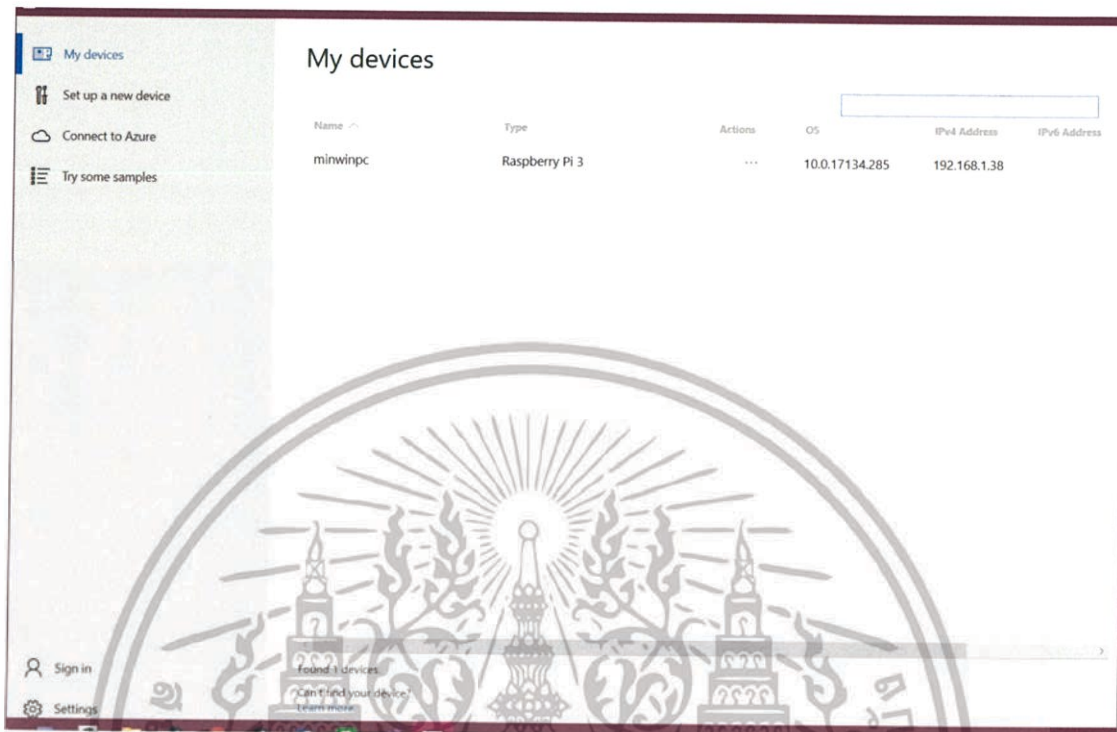 My devices
Set up a new device
Connect to Azure
Try some samples
Sign in
Settings
My devices
Name Type Actions OS IPv4 Address IPv6 Address
minwinpc Raspberry Pi 3 ... 10.0.17134.285 192.168.1.38
Found 1 devices.
Can't find your device?
Learn more